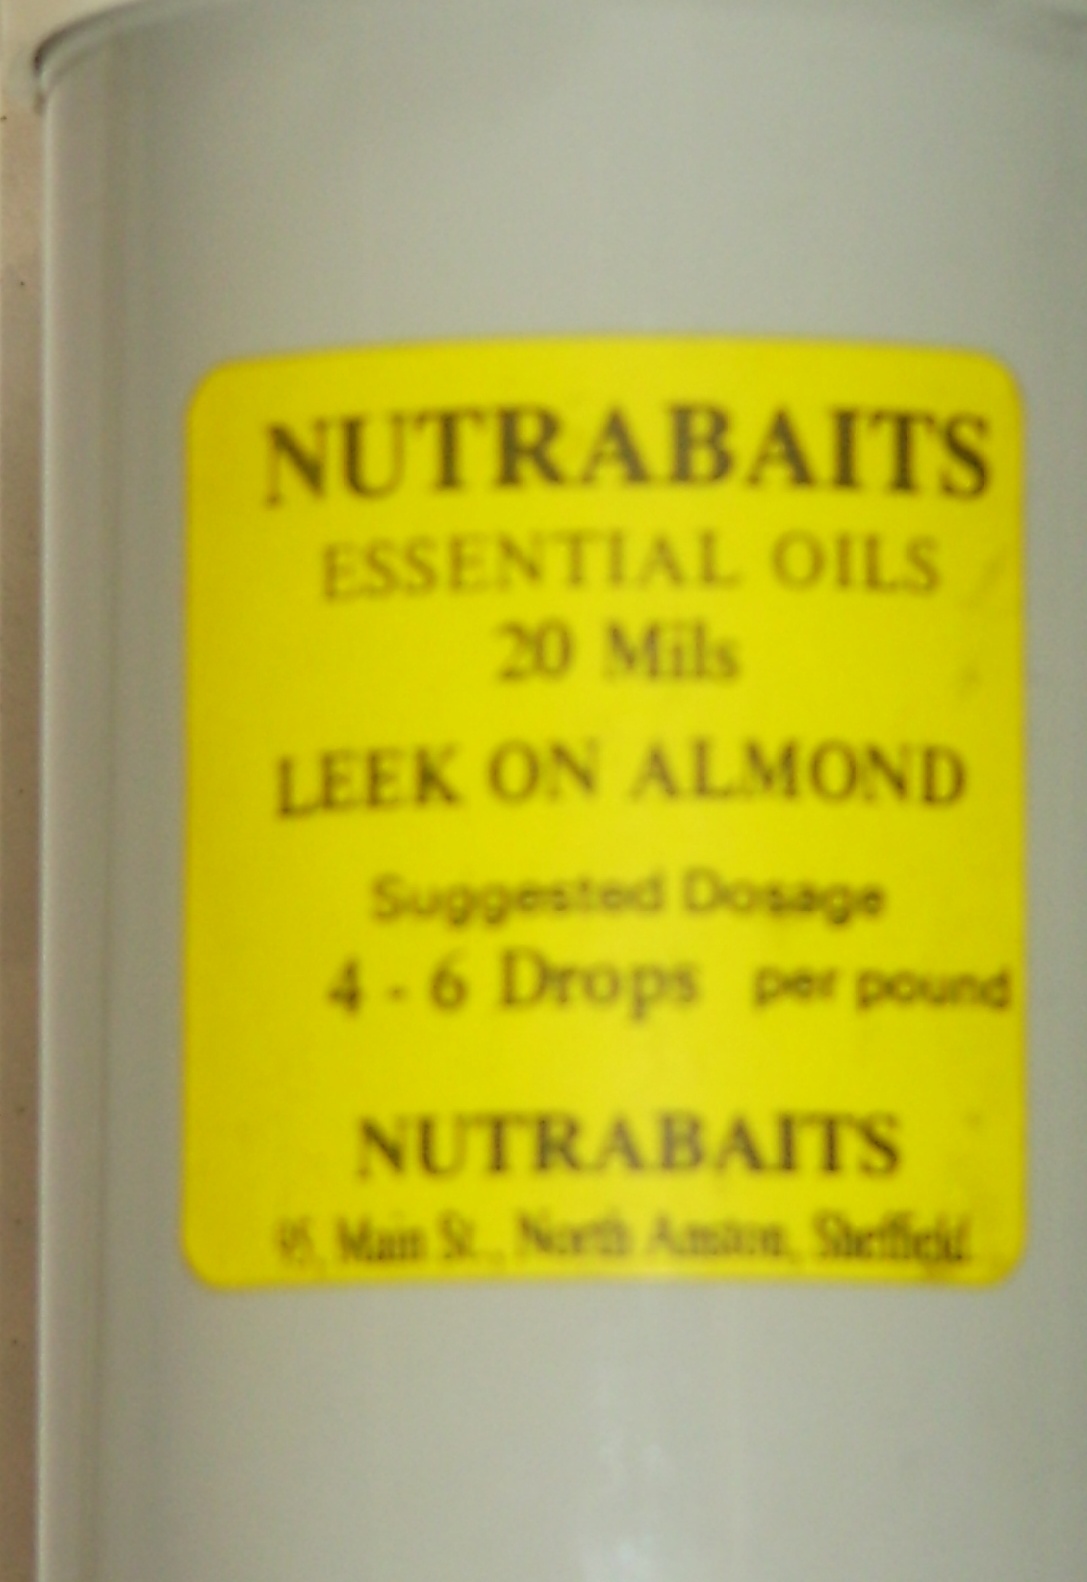 NUTRABAITS
ESSENTIAL OILS
20 Mils
LEEK ON ALMOND
Suggested Dosage
4 - 6 Drops per pound
NUTRABAITS
95, Main St., North Anston, Sheffield.